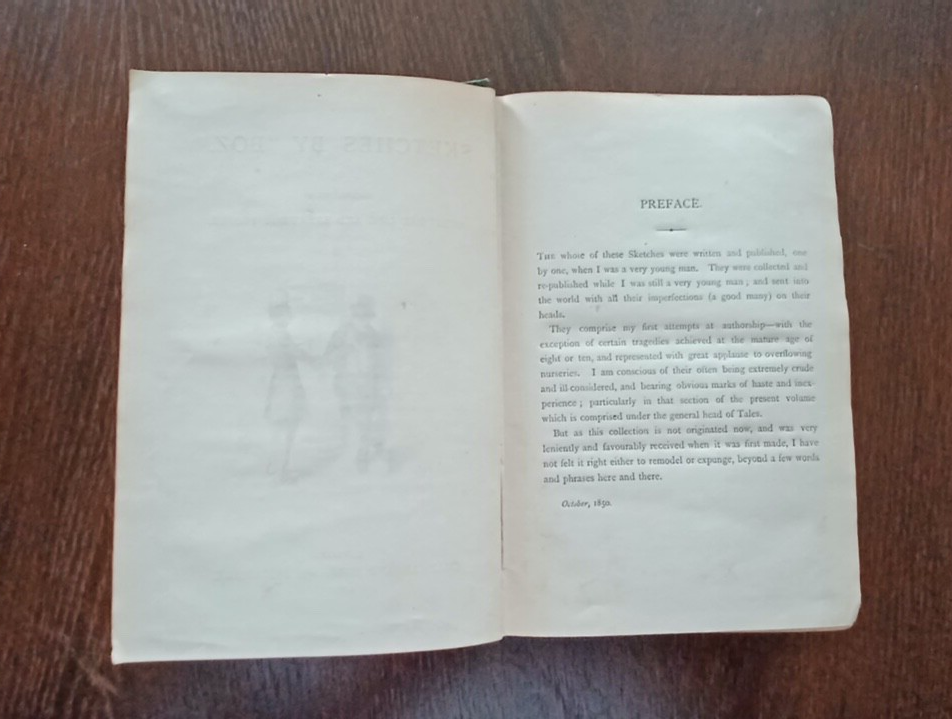 SKETCHES BY BOZ
PREFACE.
THE whole of these Sketches were written and published, one
by one, when I was a very young man. They were collected and
re-published while I was still a very young man; and sent into
the world with all their imperfections (a good many) on their
heads.
They comprise my first attempts at authorship—with the
exception of certain tragedies achieved at the mature age of
eight or ten, and represented with great applause to overflowing
nurseries. I am conscious of their often being extremely crude
and ill-considered, and bearing obvious marks of haste and inex-
perience; particularly in that section of the present volume
which is comprised under the general head of Tales.
But as this collection is not originated now, and was very
leniently and favourably received when it was first made, I have
not felt it right either to remodel or expunge, beyond a few words
and phrases here and there.
October, 1850.